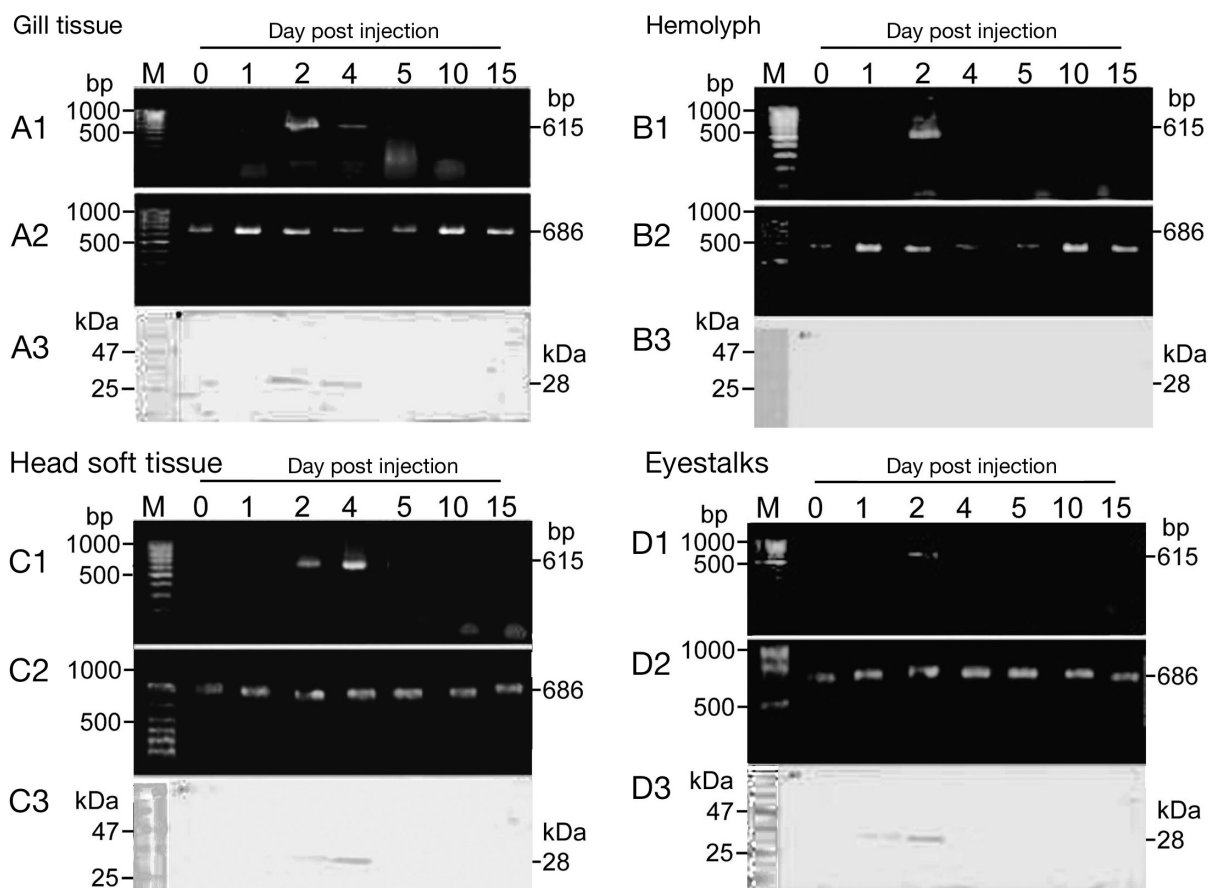 Gill tissue
Day post injection
bp M 0 1 2 4 5 10 15 bp
A1 1000 500 615
A2 1000 500 686
A3 kDa 47 25 kDa 28
Hemolyph
Day post injection
bp M 0 1 2 4 5 10 15 bp
B1 1000 500 615
B2 1000 500 686
B3 kDa 47 25 kDa 28
Head soft tissue
Day post injection
bp M 0 1 2 4 5 10 15 bp
C1 1000 500 615
C2 1000 500 686
C3 kDa 47 25 kDa 28
Eyestalks
Day post injection
bp M 0 1 2 4 5 10 15 bp
D1 1000 500 615
D2 1000 500 686
D3 kDa 47 25 kDa 28